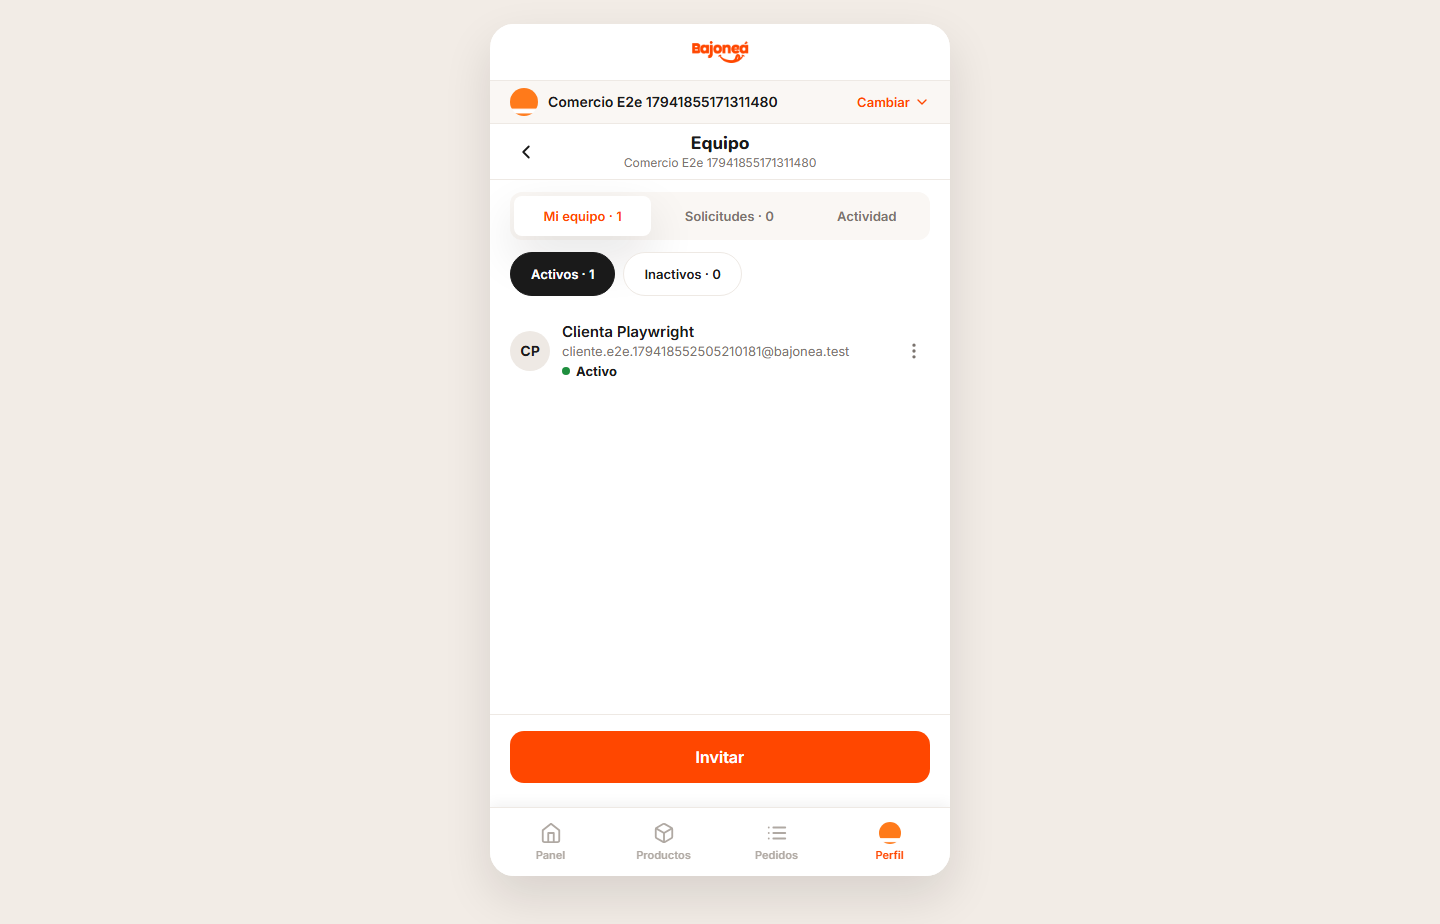 Bajoneá
Comercio E2e 17941855171311480
Cambiar
Equipo
Comercio E2e 17941855171311480
Mi equipo · 1
Solicitudes · 0
Actividad
Activos · 1
Inactivos · 0
CP
Clienta Playwright
cliente.e2e.179418552505210181@bajonea.test
Activo
Invitar
Panel
Productos
Pedidos
Perfil